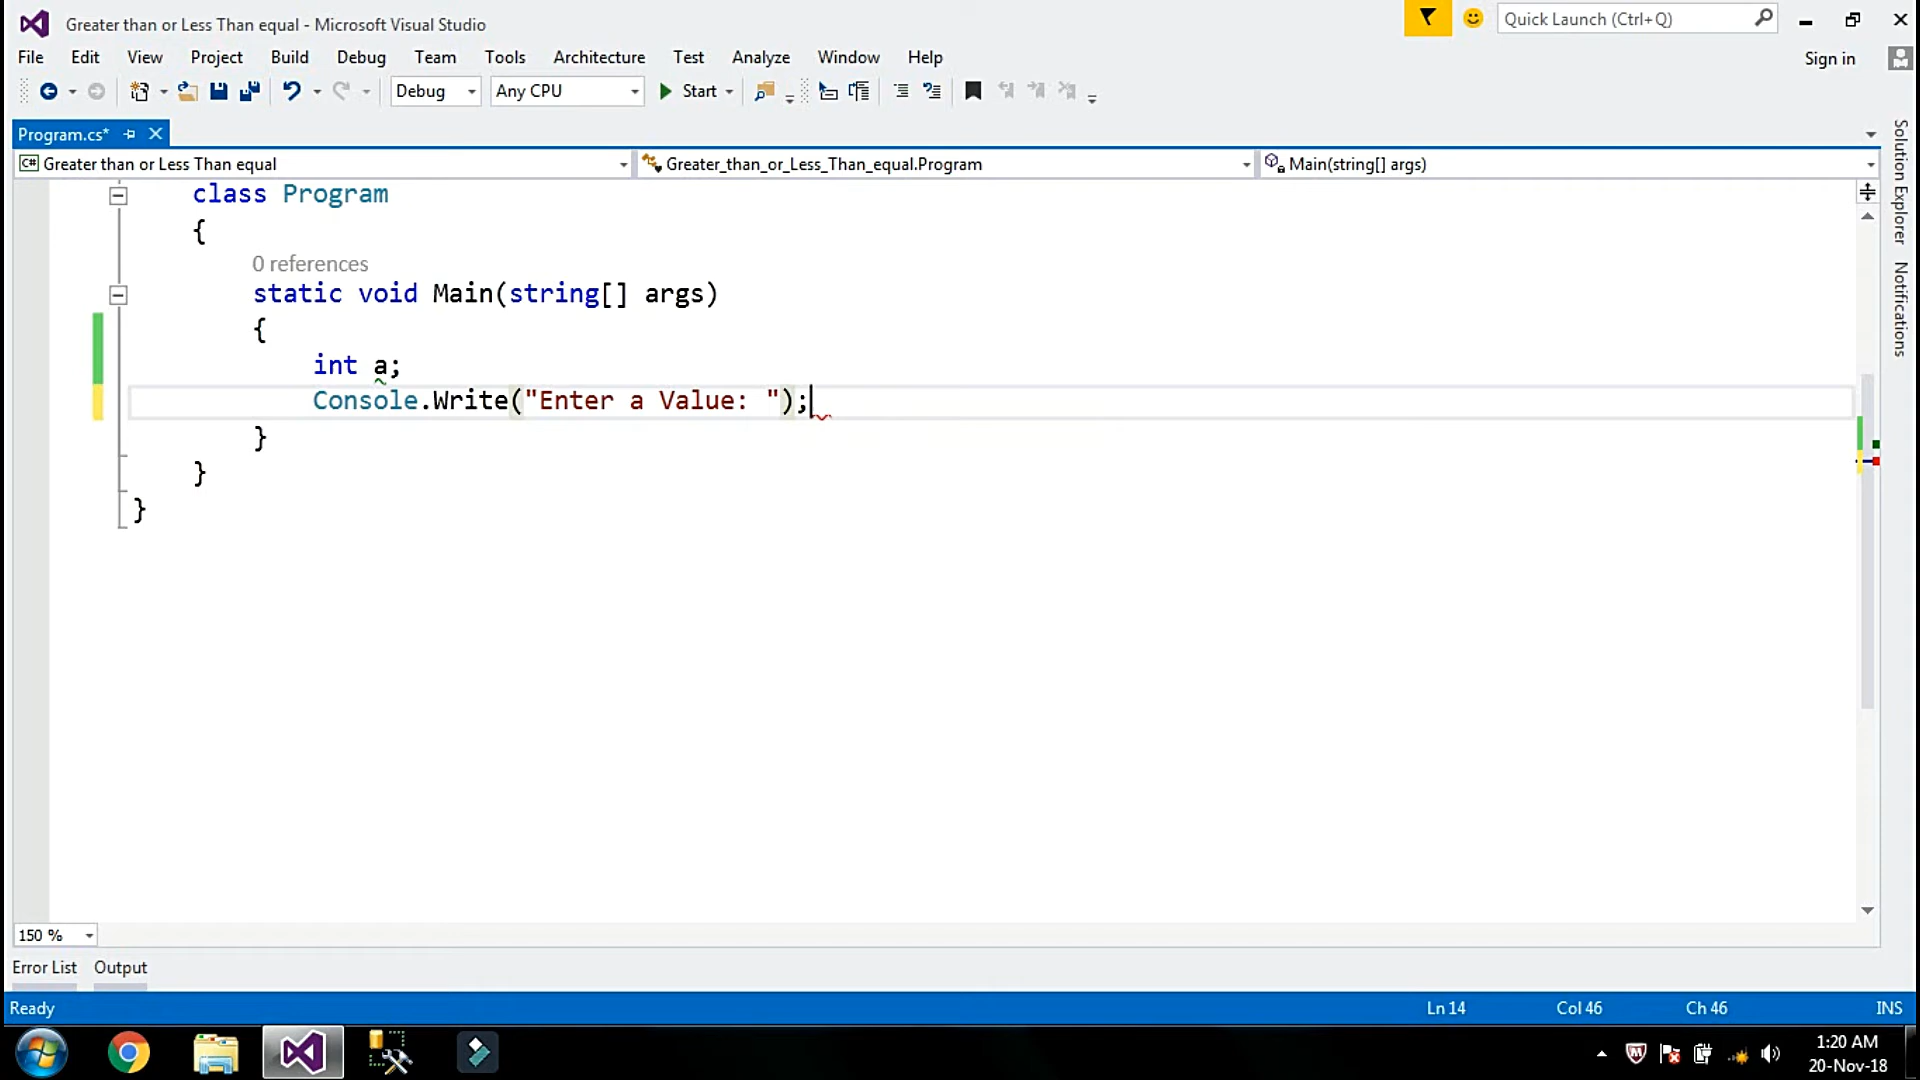 Greater than or Less Than equal - Microsoft Visual Studio
Quick Launch (Ctrl+Q)
File Edit View Project Build Debug Team Tools Architecture Test Analyze Window Help
Sign in
Debug Any CPU Start
Program.cs*
C# Greater than or Less Than equal Greater_than_or_Less_Than_equal.Program Main(string[] args)
class Program
{
0 references
static void Main(string[] args)
{
int a;
Console.Write("Enter a Value: ");
}
}
}
Solution Explorer
Notifications
150 %
Error List Output
Ready Ln 14 Col 46 Ch 46 INS
1:20 AM
20-Nov-18